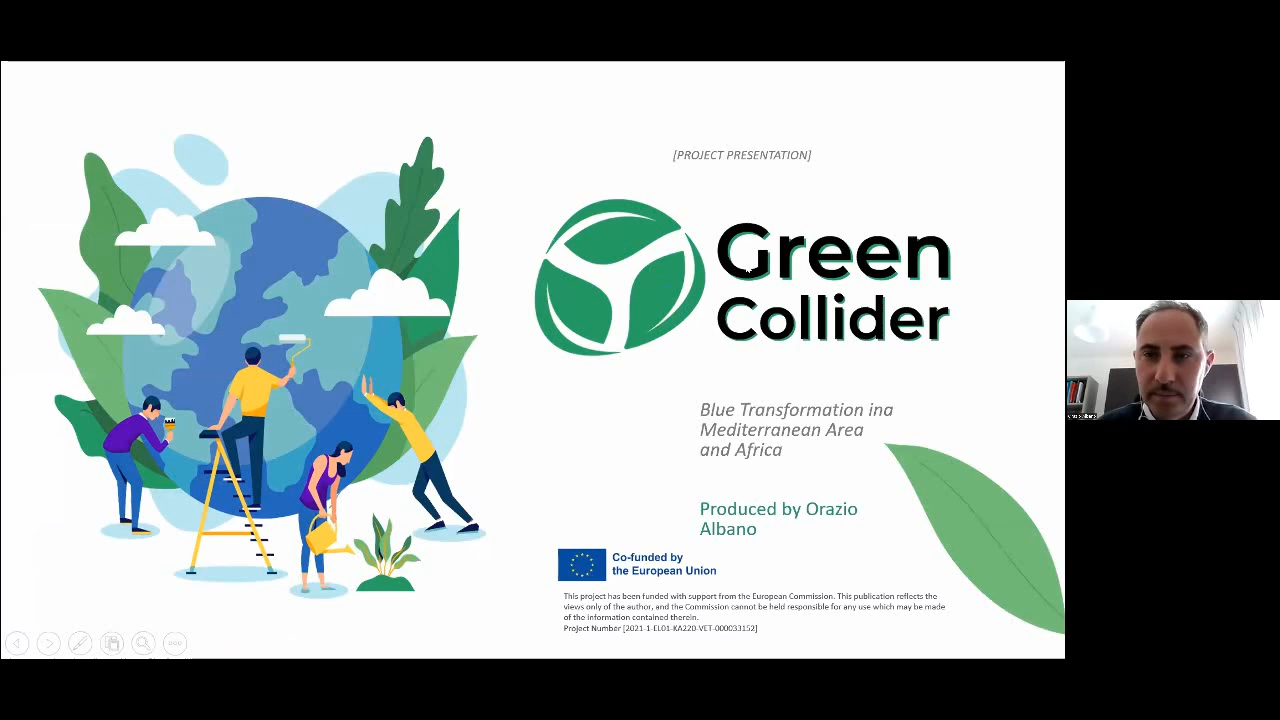 [PROJECT PRESENTATION]
Green
Collider
Blue Transformation ina
Mediterranean Area
and Africa
Produced by Orazio
Albano
Co-funded by
the European Union
This project has been funded with support from the European Commission. This publication reflects the
views only of the author, and the Commission cannot be held responsible for any use which may be made
of the information contained therein.
Project Number [2021-1-EL01-KA220-VET-000033152]
Orazio Albano